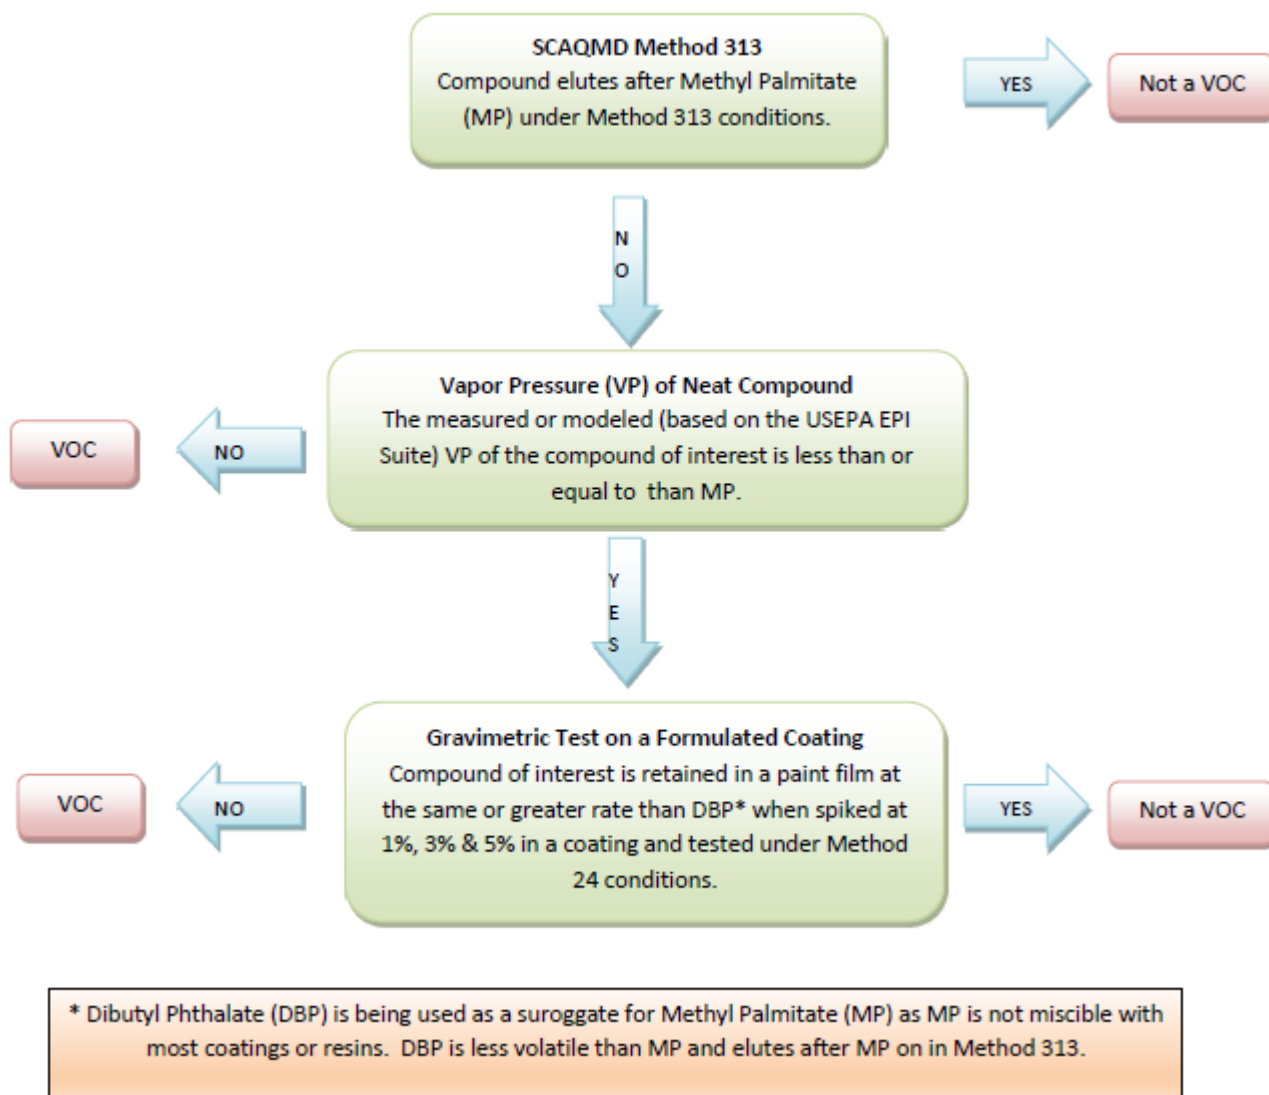 SCAQMD Method 313
Compound elutes after Methyl Palmitate
(MP) under Method 313 conditions.
YES
Not a VOC
N
O
Vapor Pressure (VP) of Neat Compound
The measured or modeled (based on the USEPA EPI
Suite) VP of the compound of interest is less than or
equal to  than MP.
NO
VOC
Y
E
S
Gravimetric Test on a Formulated Coating
Compound of interest is retained in a paint film at
the same or greater rate than DBP* when spiked at
1%, 3% & 5% in a coating and tested under Method
24 conditions.
NO
VOC
YES
Not a VOC
* Dibutyl Phthalate (DBP) is being used as a suroggate for Methyl Palmitate (MP) as MP is not miscible with
most coatings or resins.  DBP is less volatile than MP and elutes after MP on in Method 313.